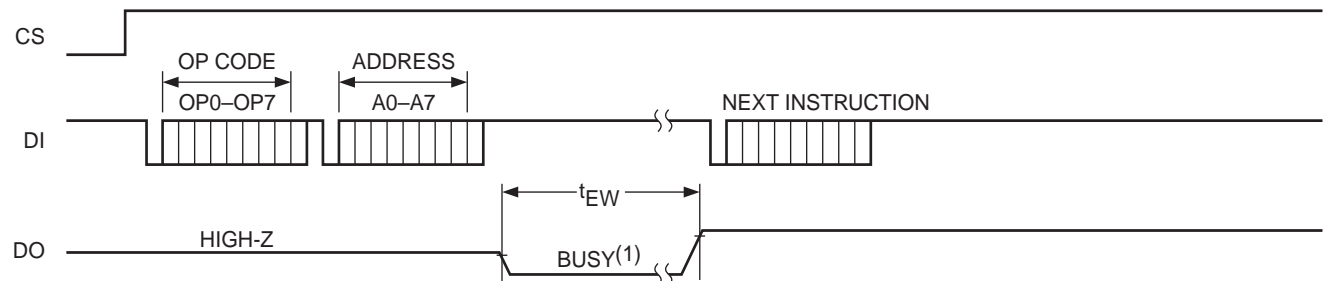 CS
OP CODE
ADDRESS
OP0–OP7
A0–A7
NEXT INSTRUCTION
DI
tEW
HIGH-Z
DO
BUSY(1)